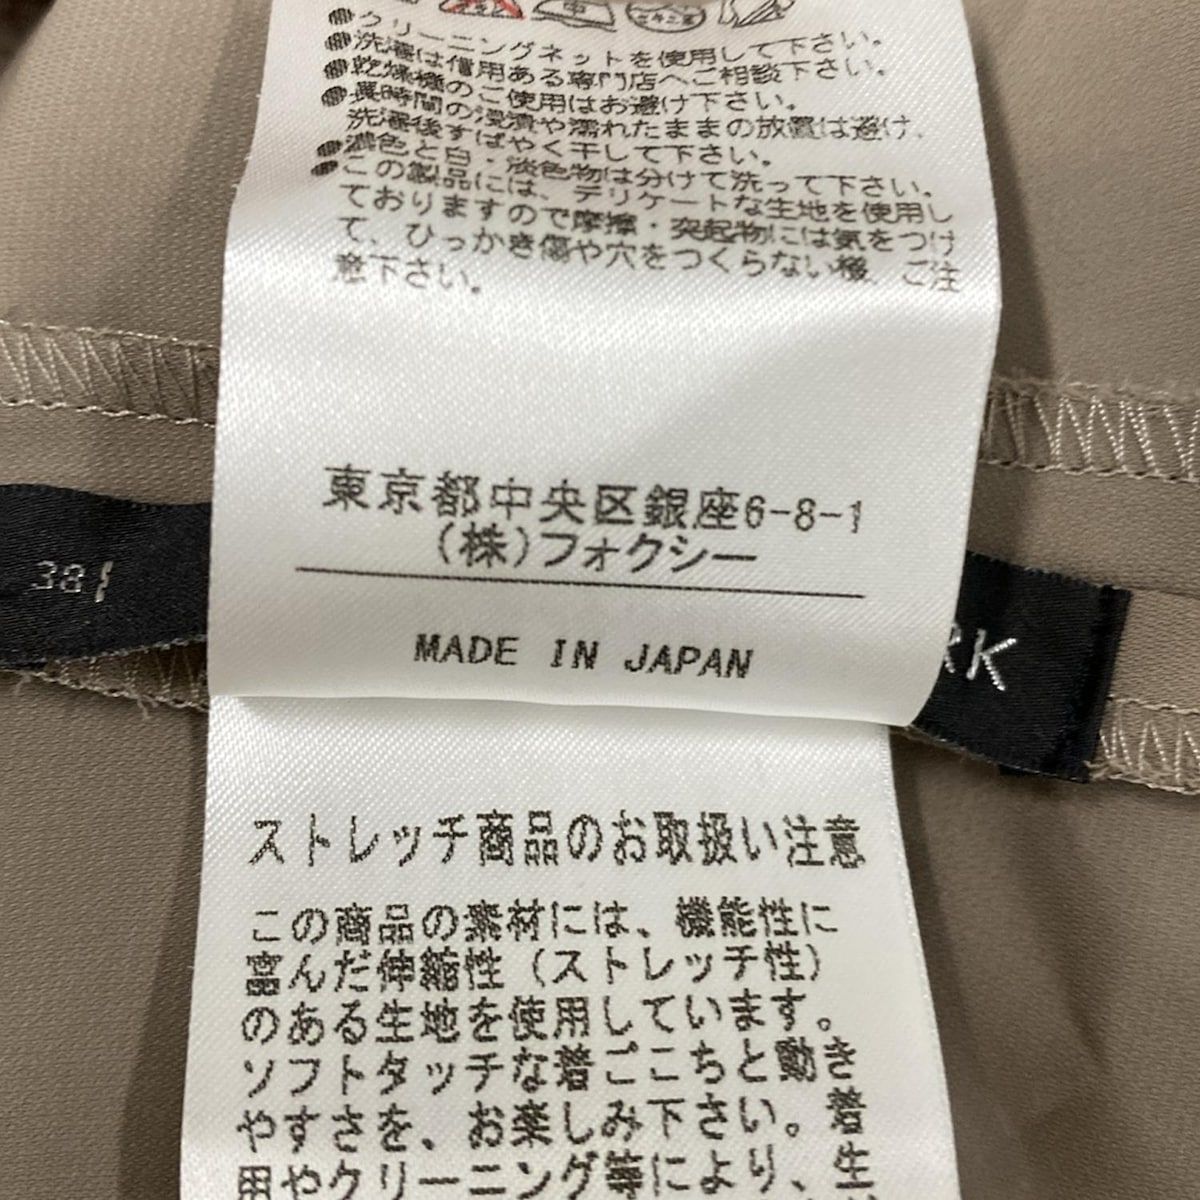 ●クリーニングネットを使用して下さい。
●洗濯は信用ある専門店へご相談下さい。
●乾燥機のご使用はお避け下さい。
●長時間の浸漬や濡れたままの放置は避け、
洗濯後すばやく干して下さい。
●濃色と白・淡色物は分けて洗って下さい。
●この製品には、デリケートな生地を使用し
ておりますので摩擦・突起物には気をつけ
て、ひっかき傷や穴をつくらない様、ご注
意下さい。
東京都中央区銀座6-8-1
(株)フォクシー
MADE IN JAPAN
38
RK
ストレッチ商品のお取扱い注意
この商品の素材には、機能性に
富んだ伸縮性(ストレッチ性)
のある生地を使用しています。
ソフトタッチな着ごこちと動き
やすさを、お楽しみ下さい。着
用やクリーニング等により、生